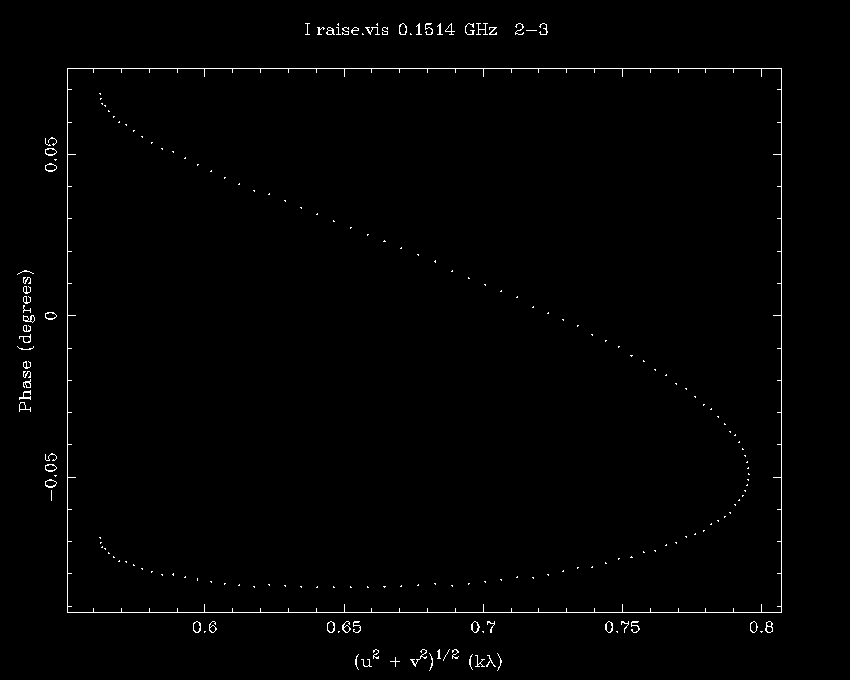 I raise.vis 0.1514 GHz 2−3
Phase (degrees)
0.05
0
−0.05
0.6 0.65 0.7 0.75 0.8
(u² + v²)^1/2 (kλ)